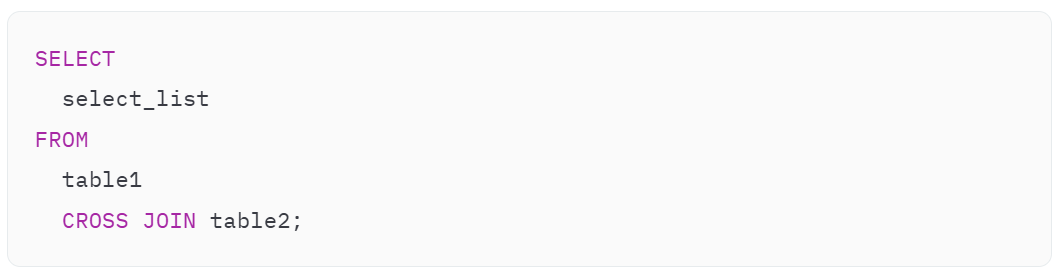 SELECT
  select_list
FROM
  table1
  CROSS JOIN table2;